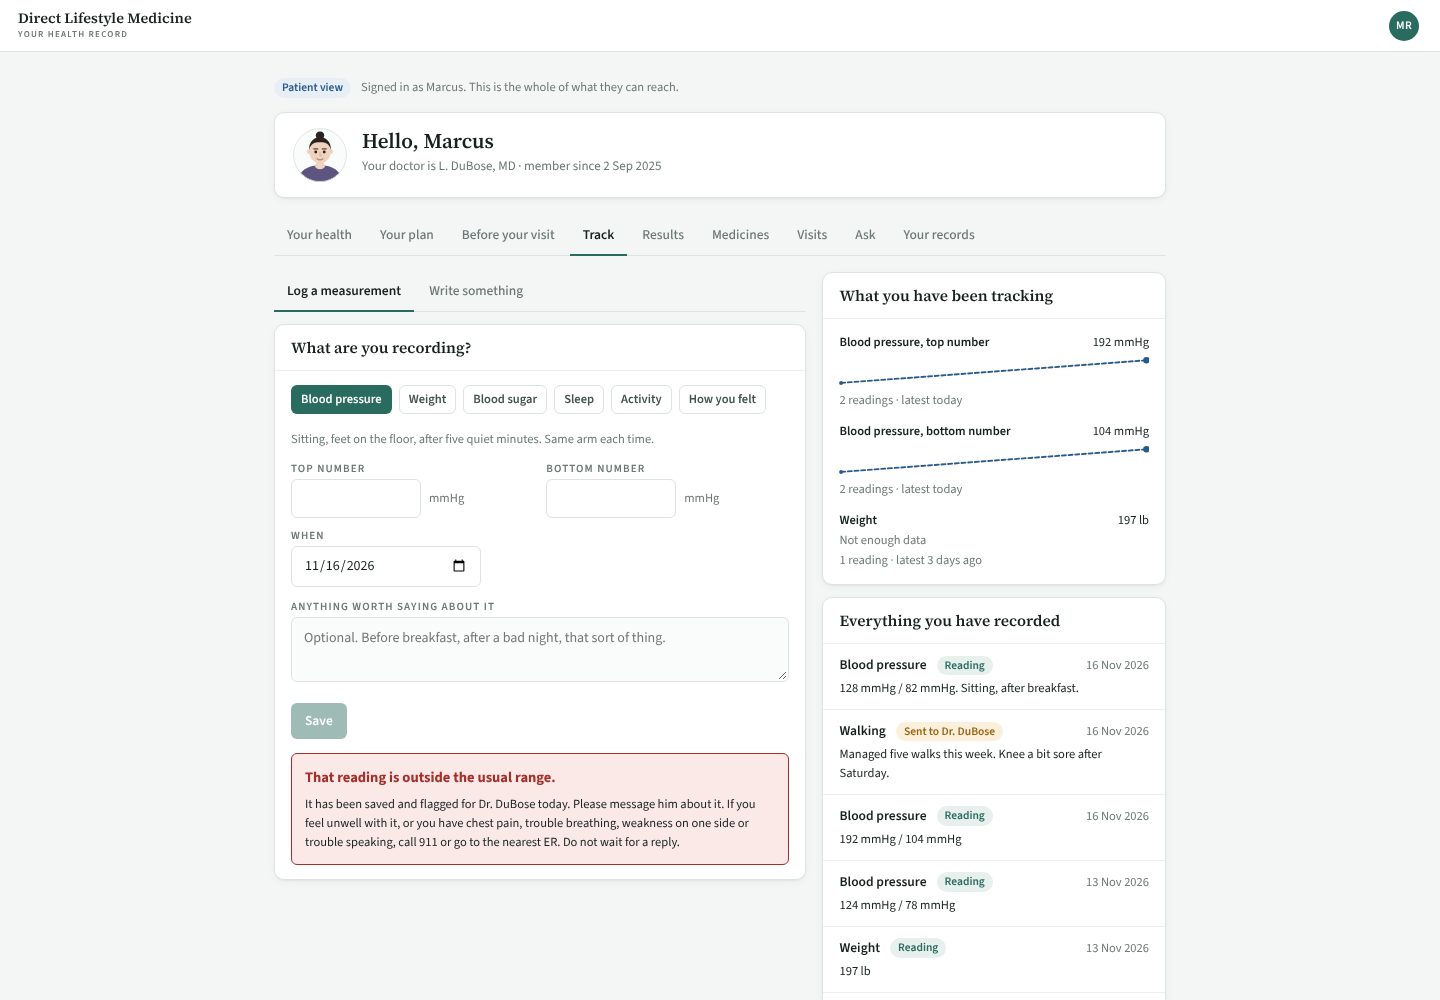 Direct Lifestyle Medicine
YOUR HEALTH RECORD
MR
Patient view
Signed in as Marcus. This is the whole of what they can reach.
Hello, Marcus
Your doctor is L. DuBose, MD · member since 2 Sep 2025
Your health
Your plan
Before your visit
Track
Results
Medicines
Visits
Ask
Your records
Log a measurement
Write something
What are you recording?
Blood pressure
Weight
Blood sugar
Sleep
Activity
How you felt
Sitting, feet on the floor, after five quiet minutes. Same arm each time.
TOP NUMBER
mmHg
BOTTOM NUMBER
mmHg
WHEN
11/16/2026
ANYTHING WORTH SAYING ABOUT IT
Optional. Before breakfast, after a bad night, that sort of thing.
Save
That reading is outside the usual range.
It has been saved and flagged for Dr. DuBose today. Please message him about it. If you
feel unwell with it, or you have chest pain, trouble breathing, weakness on one side or
trouble speaking, call 911 or go to the nearest ER. Do not wait for a reply.
What you have been tracking
Blood pressure, top number
192 mmHg
2 readings · latest today
Blood pressure, bottom number
104 mmHg
2 readings · latest today
Weight
197 lb
Not enough data
1 reading · latest 3 days ago
Everything you have recorded
Blood pressure
Reading
16 Nov 2026
128 mmHg / 82 mmHg. Sitting, after breakfast.
Walking
Sent to Dr. DuBose
16 Nov 2026
Managed five walks this week. Knee a bit sore after
Saturday.
Blood pressure
Reading
16 Nov 2026
192 mmHg / 104 mmHg
Blood pressure
Reading
13 Nov 2026
124 mmHg / 78 mmHg
Weight
Reading
13 Nov 2026
197 lb